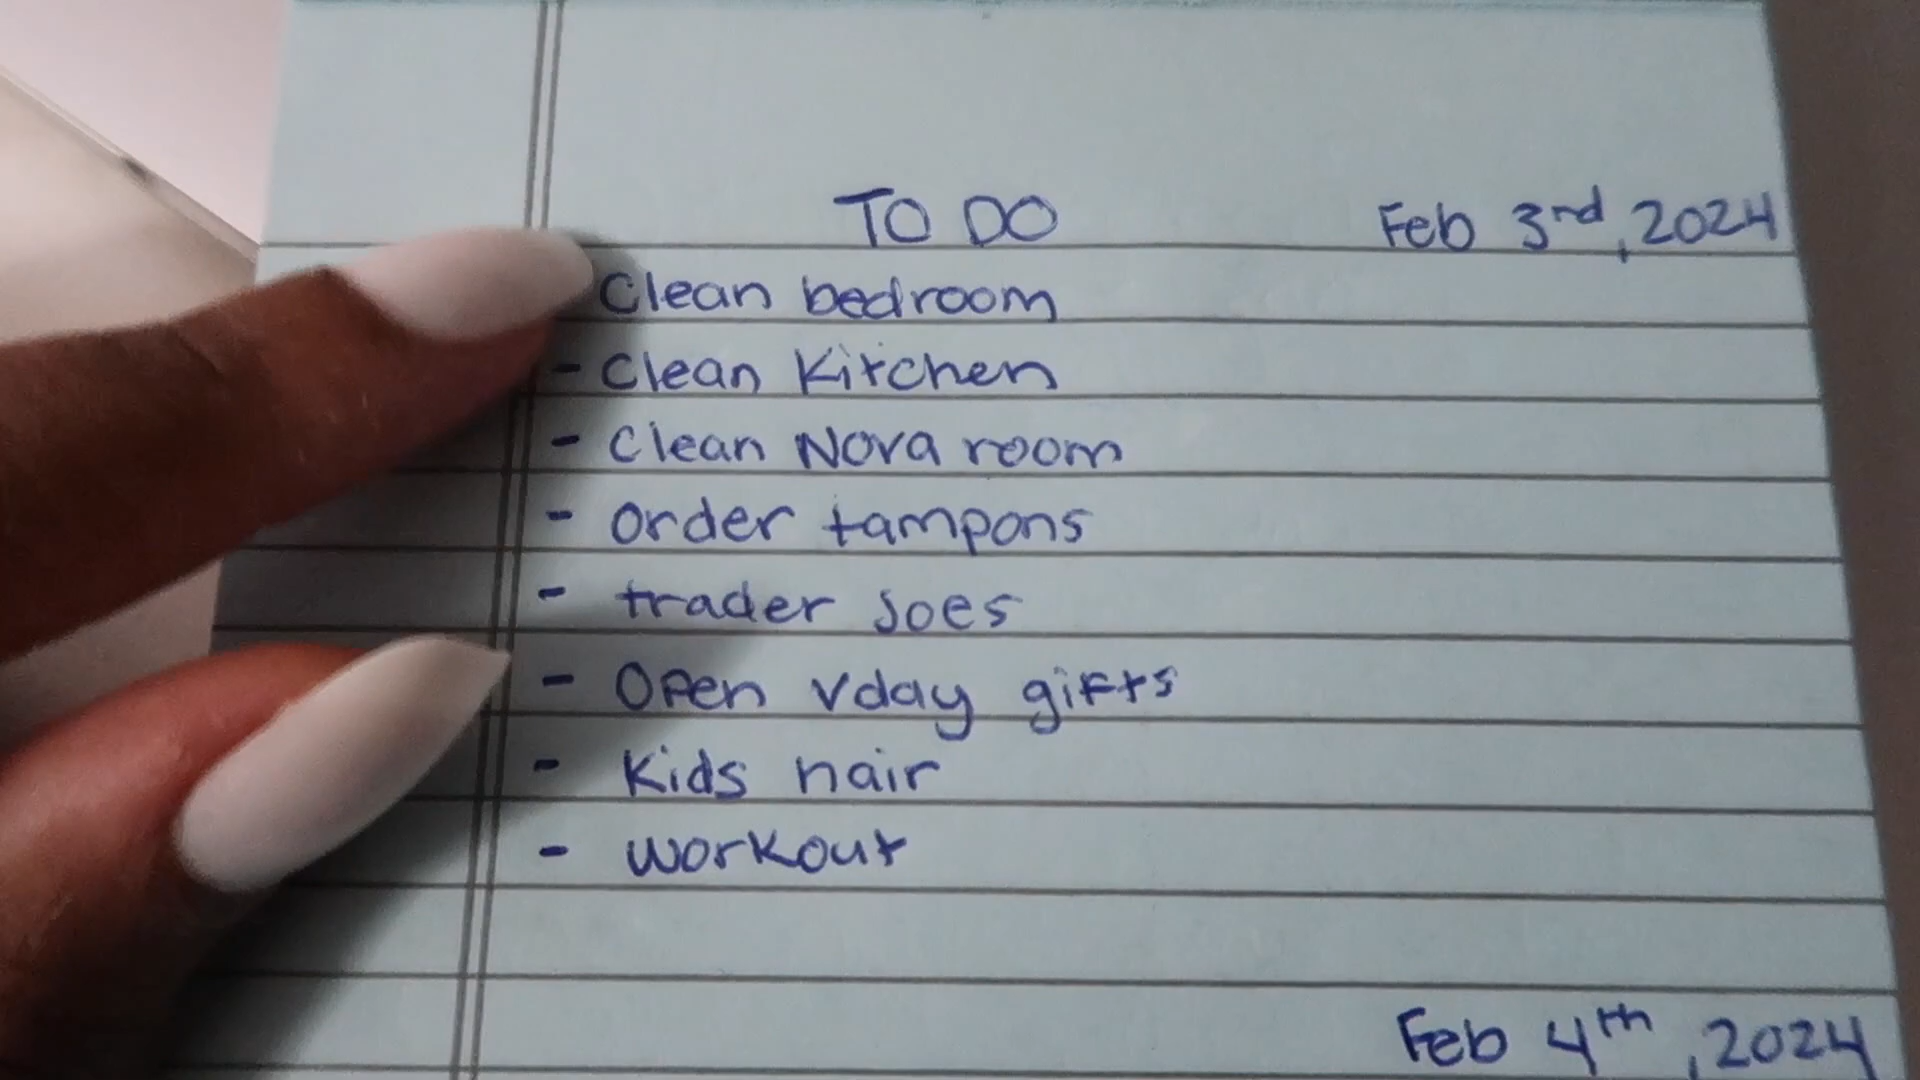 TO DO Feb 3rd, 2024
Clean bedroom
- Clean Kitchen
- Clean Nova room
- Order tampons
- trader Joes
- Open vday gifts
- Kids hair
- workout
Feb 4th, 2024